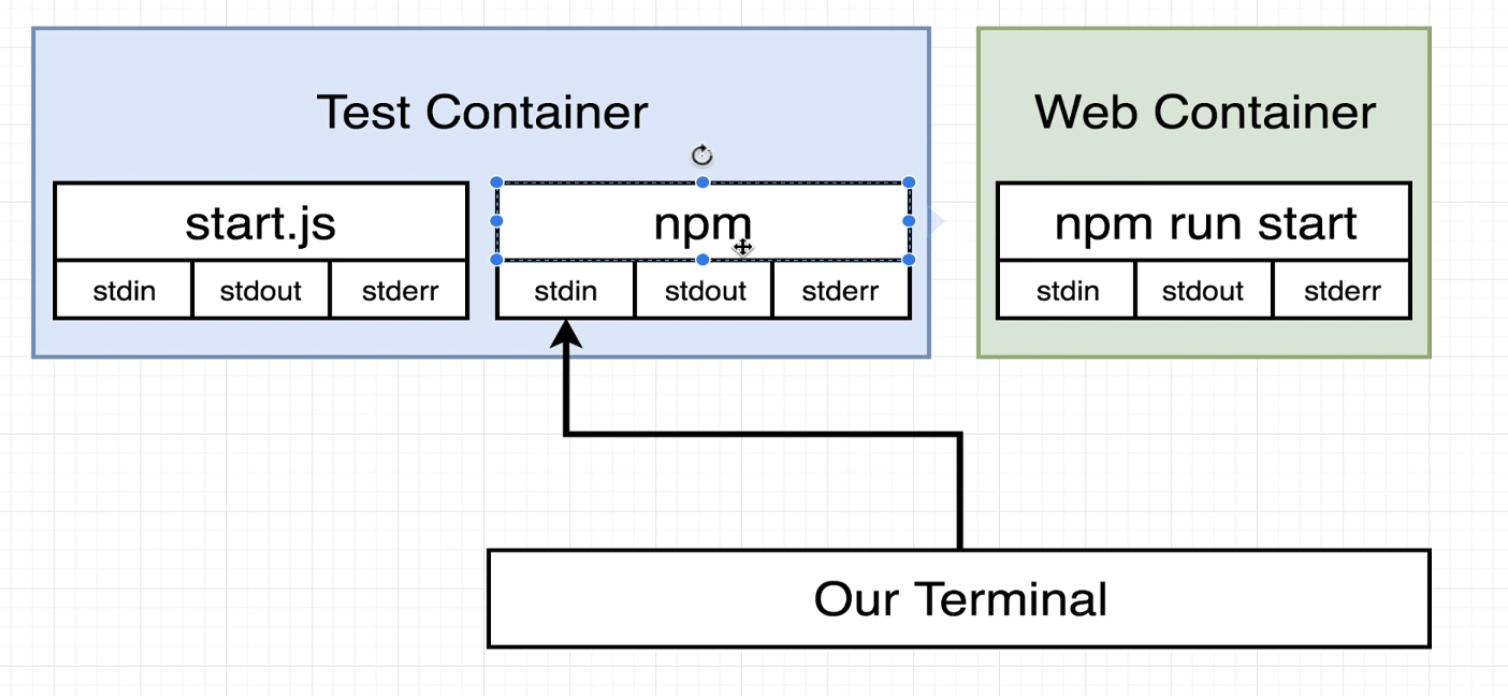 Test Container
Web Container
start.js
npm
npm run start
stdin
stdout
stderr
stdin
stdout
stderr
stdin
stdout
stderr
Our Terminal